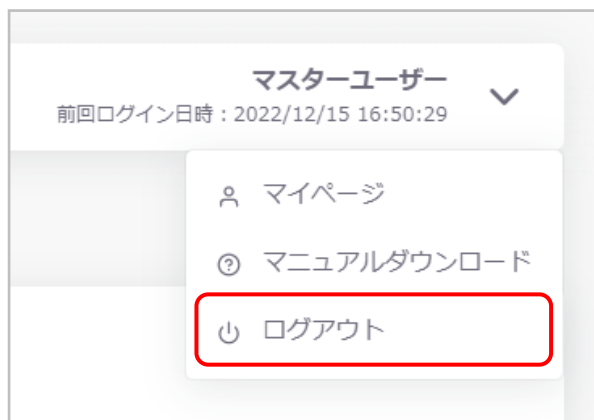 マスターユーザー
前回ログイン日時：2022/12/15 16:50:29
マイページ
マニュアルダウンロード
ログアウト